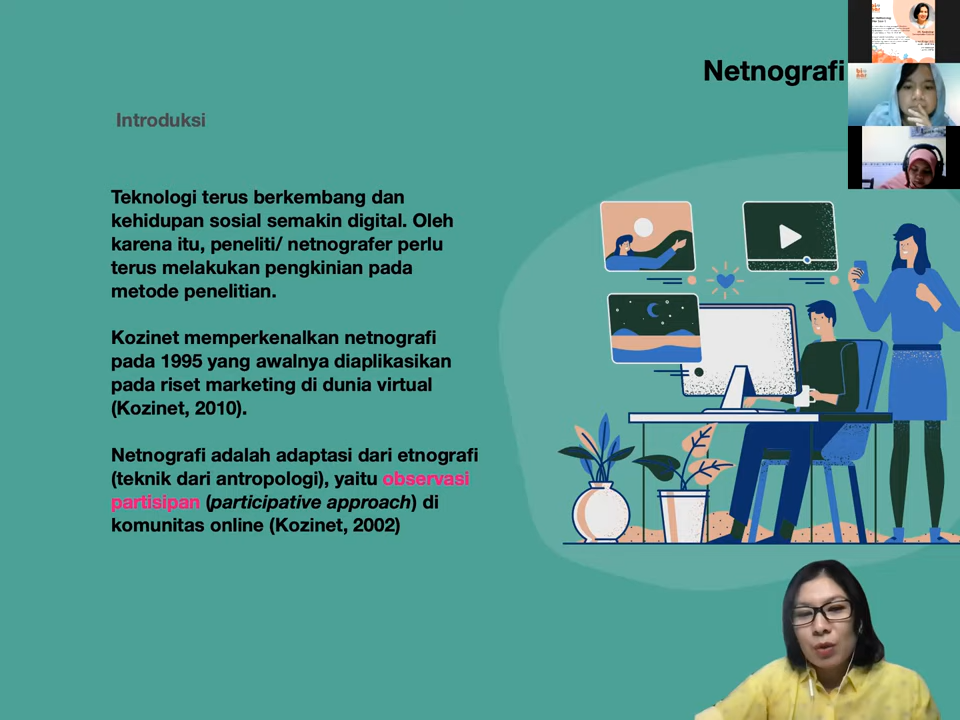 Netnografi
Introduksi
Teknologi terus berkembang dan
kehidupan sosial semakin digital. Oleh
karena itu, peneliti/ netnografer perlu
terus melakukan pengkinian pada
metode penelitian.
Kozinet memperkenalkan netnografi
pada 1995 yang awalnya diaplikasikan
pada riset marketing di dunia virtual
(Kozinet, 2010).
Netnografi adalah adaptasi dari etnografi
(teknik dari antropologi), yaitu observasi
partisipan (participative approach) di
komunitas online (Kozinet, 2002)